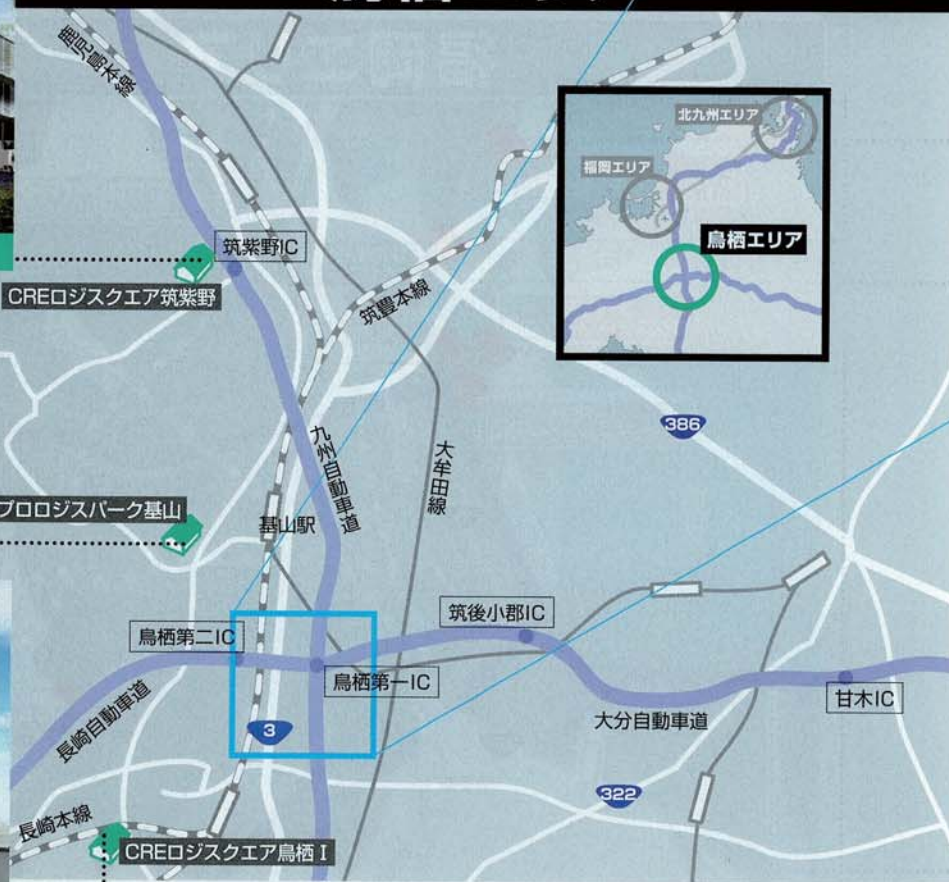 鹿児島本線
北九州エリア
福岡エリア
鳥栖エリア
筑紫野IC
CREロジスクエア筑紫野
筑豊本線
386
九州自動車道
大牟田線
プロロジスパーク基山
基山駅
筑後小郡IC
鳥栖第二IC
鳥栖第一IC
甘木IC
長崎自動車道
大分自動車道
3
322
長崎本線
CREロジスクエア鳥栖Ⅰ